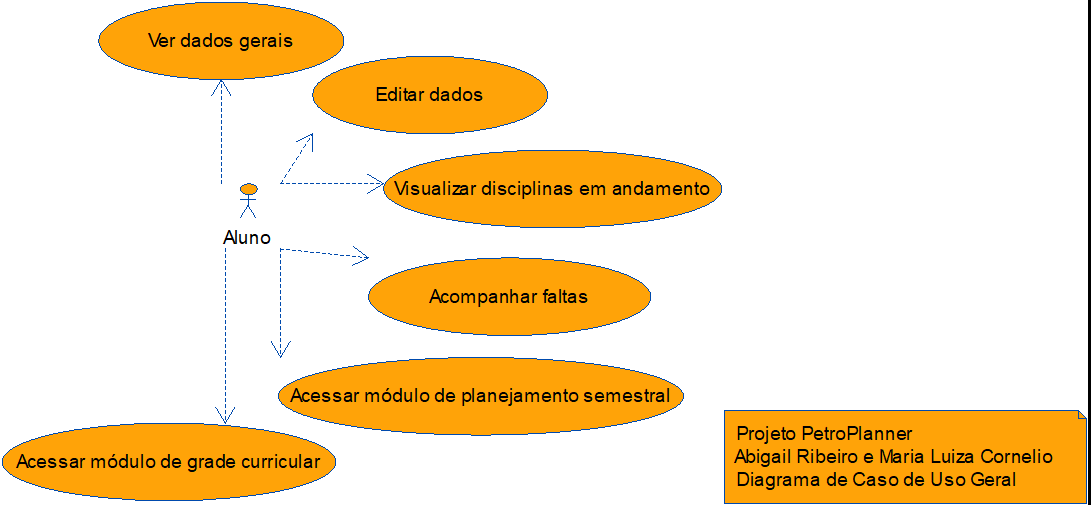 Ver dados gerais
Editar dados
Visualizar disciplinas em andamento
Aluno
Acompanhar faltas
Acessar módulo de planejamento semestral
Acessar módulo de grade curricular
Projeto PetroPlanner
Abigail Ribeiro e Maria Luiza Cornelio
Diagrama de Caso de Uso Geral